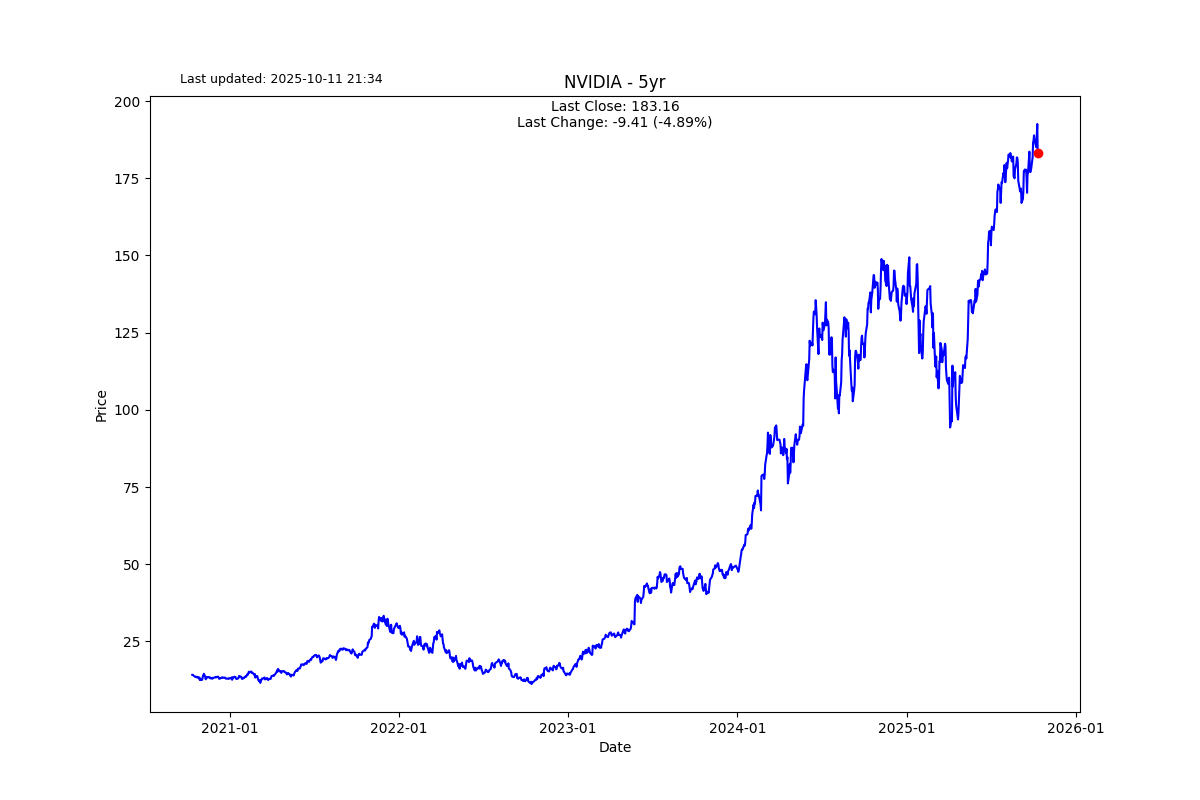 Last updated: 2025-10-11 21:34
NVIDIA - 5yr
Last Close: 183.16
Last Change: -9.41 (-4.89%)
200
175
150
125
100
75
50
25
Price
2021-01
2022-01
2023-01
2024-01
2025-01
2026-01
Date